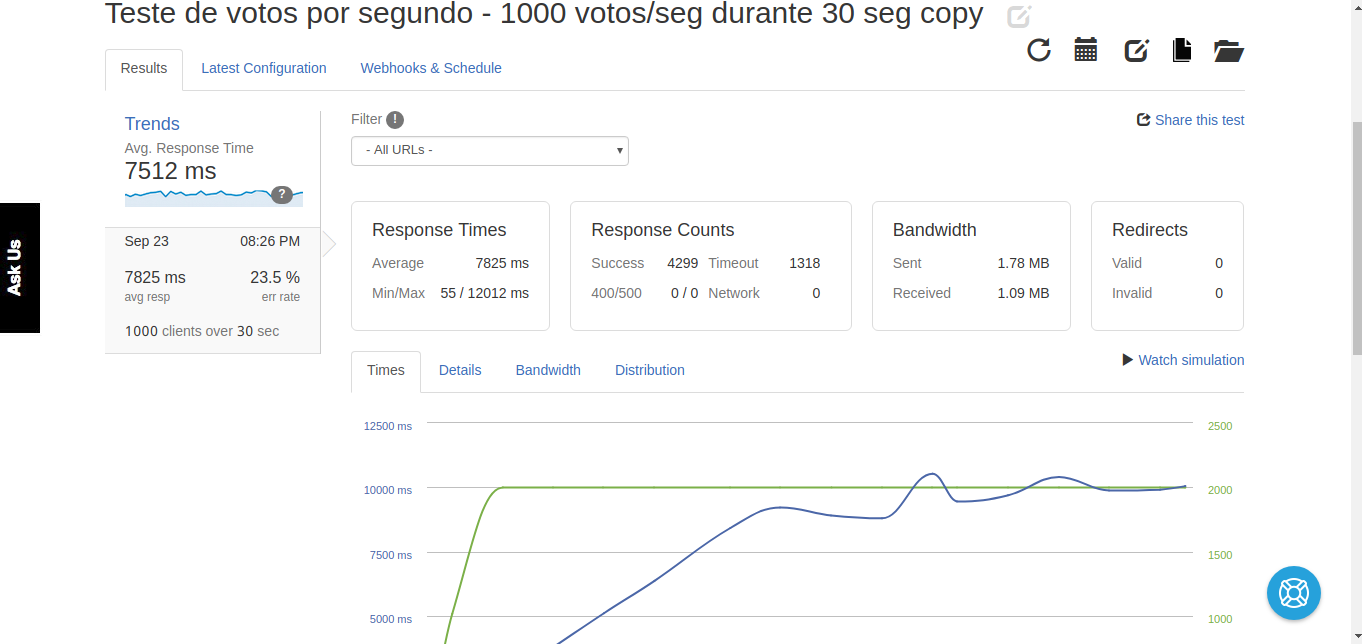 Teste de votos por segundo - 1000 votos/seg durante 30 seg copy
Results Latest Configuration Webhooks & Schedule
Ask Us
Trends
Avg. Response Time
7512 ms
?
Sep 23 08:26 PM
7825 ms 23.5 %
avg resp err rate
1000 clients over 30 sec
Filter !
- All URLs -
Share this test
Response Times
Average 7825 ms
Min/Max 55 / 12012 ms
Response Counts
Success 4299 Timeout 1318
400/500 0 / 0 Network 0
Bandwidth
Sent 1.78 MB
Received 1.09 MB
Redirects
Valid 0
Invalid 0
Watch simulation
Times Details Bandwidth Distribution
12500 ms 2500
10000 ms 2000
7500 ms 1500
5000 ms 1000